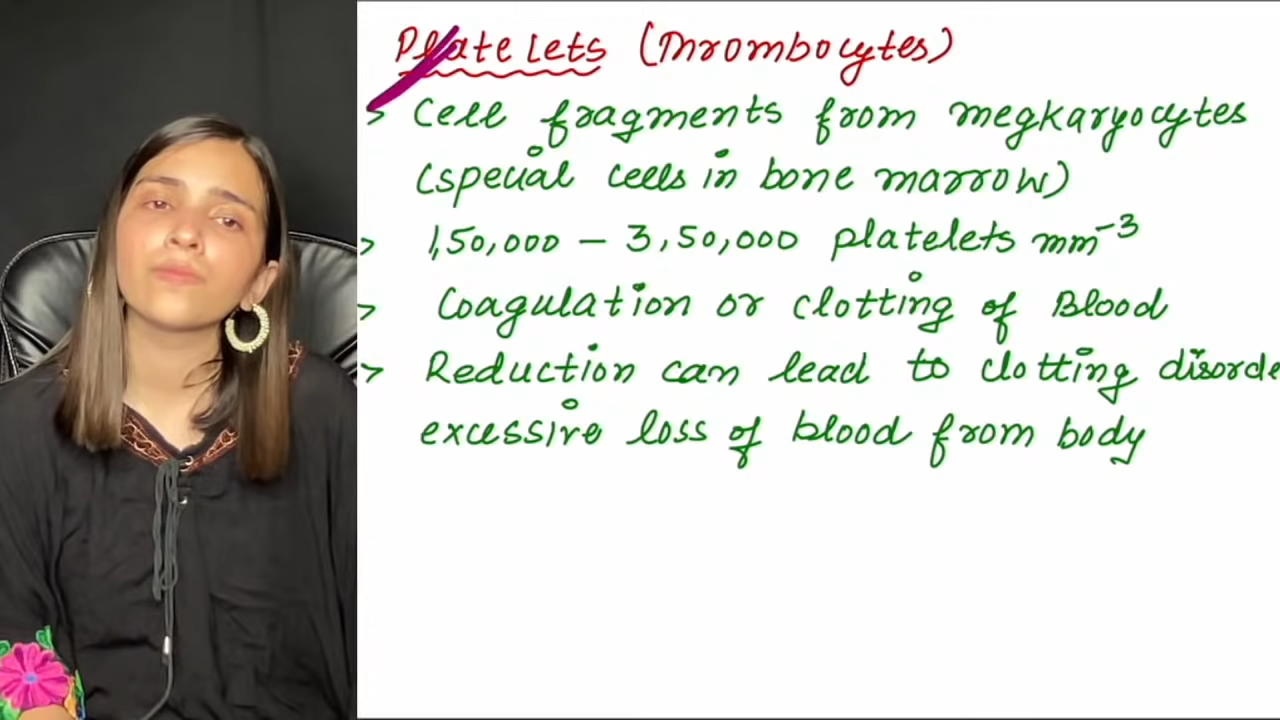 Platelets (Thrombocytes)
> Cell fragments from megkaryocytes
(special cells in bone marrow)
> 1,50,000 – 3,50,000 platelets mm⁻³
> Coagulation or clotting of Blood
> Reduction can lead to clotting disorde
excessive loss of blood from body